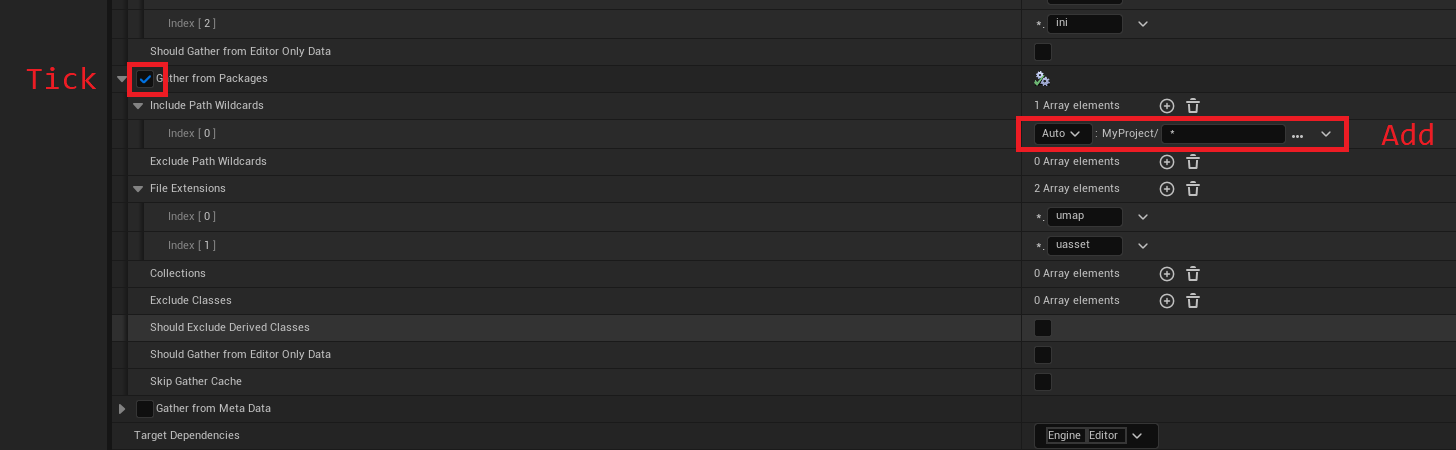 Index [ 2 ] *. ini
Should Gather from Editor Only Data
Tick Gather from Packages
Include Path Wildcards 1 Array elements
Index [ 0 ] Auto : MyProject/ * ... Add
Exclude Path Wildcards 0 Array elements
File Extensions 2 Array elements
Index [ 0 ] *. umap
Index [ 1 ] *. uasset
Collections 0 Array elements
Exclude Classes 0 Array elements
Should Exclude Derived Classes
Should Gather from Editor Only Data
Skip Gather Cache
Gather from Meta Data
Target Dependencies Engine Editor